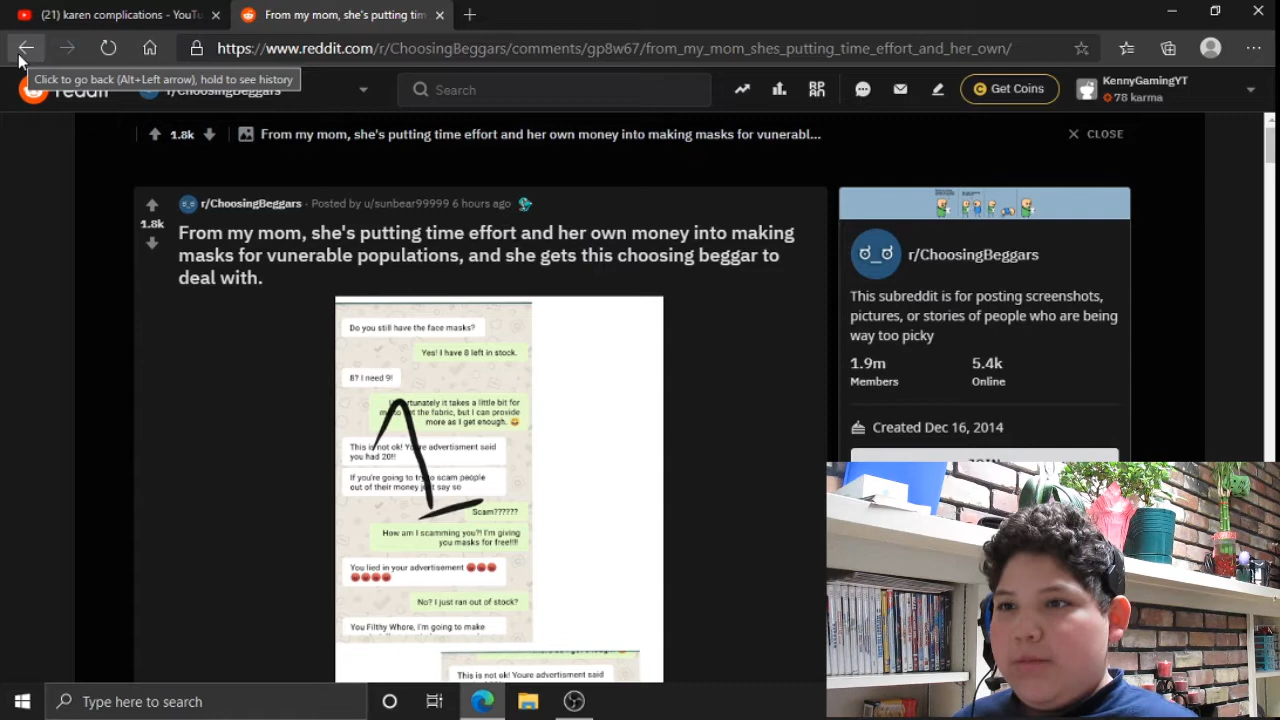 (21) karen complications - YouTu
From my mom, she's putting tim
https://www.reddit.com/r/ChoosingBeggars/comments/gp8w67/from_my_mom_shes_putting_time_effort_and_her_own/
Click to go back (Alt+Left arrow), hold to see history
reddit
r/ChoosingBeggars
Search
Get Coins
KennyGamingYT
78 karma
1.8k
From my mom, she's putting time effort and her own money into making masks for vunerabl...
CLOSE
r/ChoosingBeggars · Posted by u/sunbear99999 6 hours ago
1.8k
From my mom, she's putting time effort and her own money into making
masks for vunerable populations, and she gets this choosing beggar to
deal with.
Do you still have the face masks?
Yes! I have 8 left in stock.
8? I need 9!
takes a little bit for
the fabric, but I can provide
more as I get enough.
This is not ok! Youre advertisment said
you had 20!!
If you're going to try to scam people
out of their money just say so
Scam??????
How am I scamming you?! I'm giving
you masks for free!!!!
You lied in your advertisement
No? I just ran out of stock?
You Filthy Whore, I'm going to make
This is not ok! Youre advertisment said
r/ChoosingBeggars
This subreddit is for posting screenshots,
pictures, or stories of people who are being
way too picky
1.9m
5.4k
Members
Online
Created Dec 16, 2014
JOIN
Type here to search